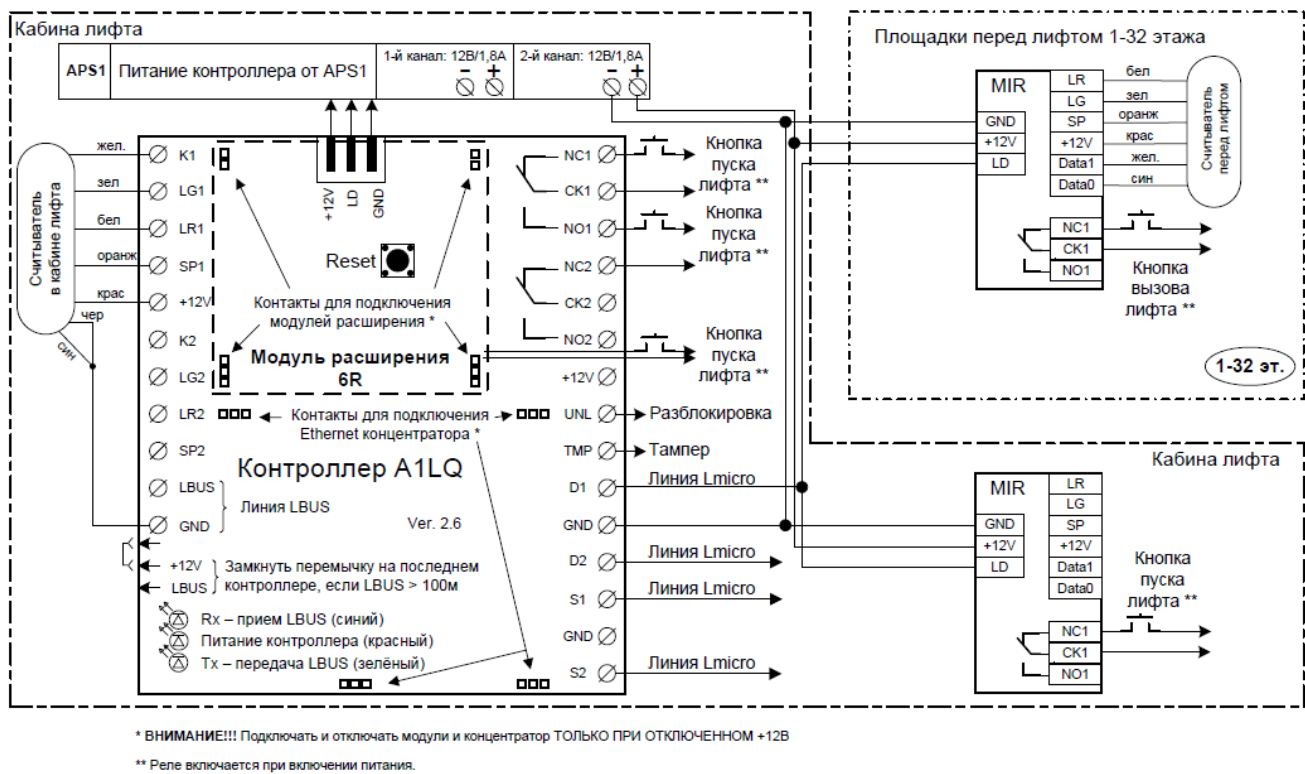 Кабина лифта
APS1
Питание контроллера от APS1
1-й канал: 12В/1,8А
2-й канал: 12В/1,8А
− +
− +
Считыватель
в кабине лифта
жел.
зел
бел
оранж
крас
чер
син
K1
LG1
LR1
SP1
+12V
K2
LG2
LR2
SP2
LBUS
GND
Линия LBUS
+12V
LBUS
Замкнуть перемычку на последнем
контроллере, если LBUS > 100м
Rx – прием LBUS (синий)
Питание контроллера (красный)
Tx – передача LBUS (зелёный)
+12V
LD
GND
Reset
Контакты для подключения
модулей расширения *
Модуль расширения
6R
Контакты для подключения
Ethernet концентратора *
Контроллер A1LQ
Ver. 2.6
NC1
CK1
NO1
NC2
CK2
NO2
+12V
UNL
TMP
D1
GND
D2
S1
GND
S2
Кнопка
пуска
лифта **
Кнопка
пуска
лифта **
Кнопка
пуска
лифта **
Разблокировка
Тампер
Линия Lmicro
Линия Lmicro
Линия Lmicro
Линия Lmicro
Площадки перед лифтом 1-32 этажа
MIR
GND
+12V
LD
LR
LG
SP
+12V
Data1
Data0
NC1
CK1
NO1
бел
зел
оранж
крас
жел.
син
Считыватель
перед лифтом
Кнопка
вызова
лифта **
1-32 эт.
Кабина лифта
MIR
GND
+12V
LD
LR
LG
SP
+12V
Data1
Data0
NC1
CK1
NO1
Кнопка
пуска
лифта **
* ВНИМАНИЕ!!! Подключать и отключать модули и концентратор ТОЛЬКО ПРИ ОТКЛЮЧЕННОМ +12В
** Реле включается при включении питания.